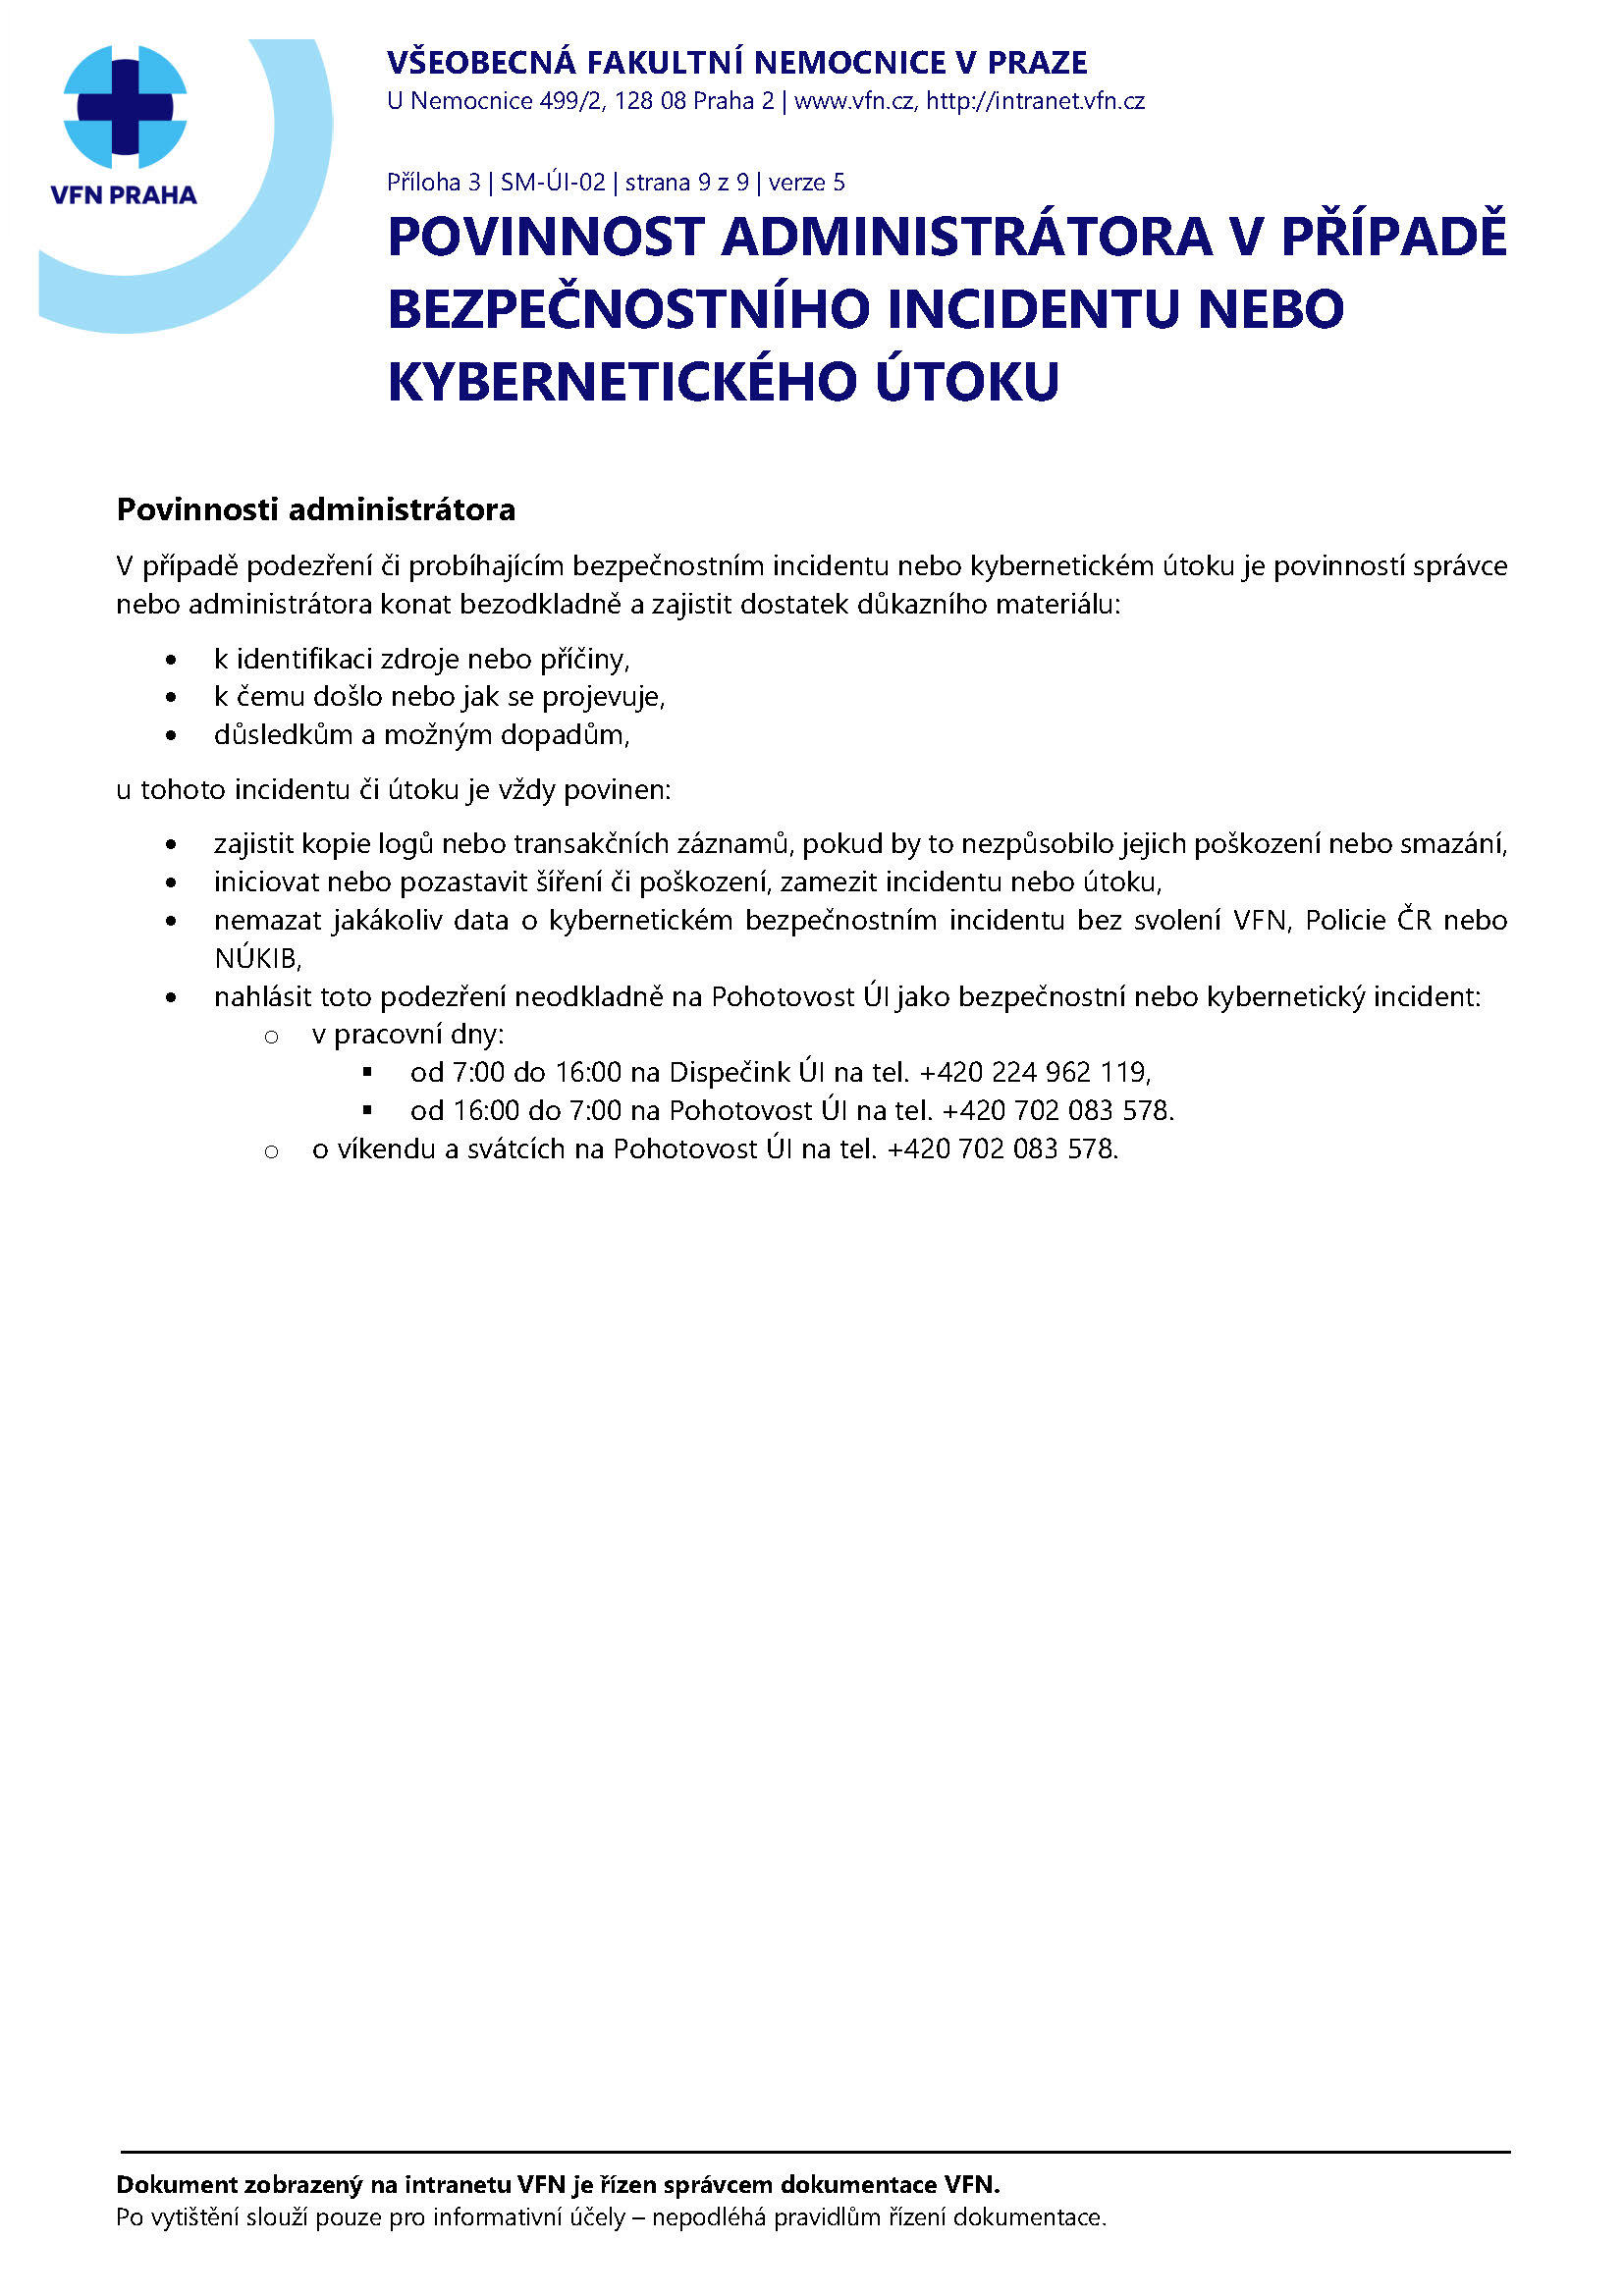 VFN PRAHA
VŠEOBECNÁ FAKULTNÍ NEMOCNICE V PRAZE
U Nemocnice 499/2, 128 08 Praha 2 | www.vfn.cz, http://intranet.vfn.cz
Příloha 3 | SM-ÚI-02 | strana 9 z 9 | verze 5
POVINNOST ADMINISTRÁTORA V PŘÍPADĚ
BEZPEČNOSTNÍHO INCIDENTU NEBO
KYBERNETICKÉHO ÚTOKU
Povinnosti administrátora
V případě podezření či probíhajícím bezpečnostním incidentu nebo kybernetickém útoku je povinností správce
nebo administrátora konat bezodkladně a zajistit dostatek důkazního materiálu:
• k identifikaci zdroje nebo příčiny,
• k čemu došlo nebo jak se projevuje,
• důsledkům a možným dopadům,
u tohoto incidentu či útoku je vždy povinen:
• zajistit kopie logů nebo transakčních záznamů, pokud by to nezpůsobilo jejich poškození nebo smazání,
• iniciovat nebo pozastavit šíření či poškození, zamezit incidentu nebo útoku,
• nemazat jakákoliv data o kybernetickém bezpečnostním incidentu bez svolení VFN, Policie ČR nebo
NÚKIB,
• nahlásit toto podezření neodkladně na Pohotovost ÚI jako bezpečnostní nebo kybernetický incident:
o v pracovní dny:
▪ od 7:00 do 16:00 na Dispečink ÚI na tel. +420 224 962 119,
▪ od 16:00 do 7:00 na Pohotovost ÚI na tel. +420 702 083 578.
o o víkendu a svátcích na Pohotovost ÚI na tel. +420 702 083 578.
Dokument zobrazený na intranetu VFN je řízen správcem dokumentace VFN.
Po vytištění slouží pouze pro informativní účely – nepodléhá pravidlům řízení dokumentace.